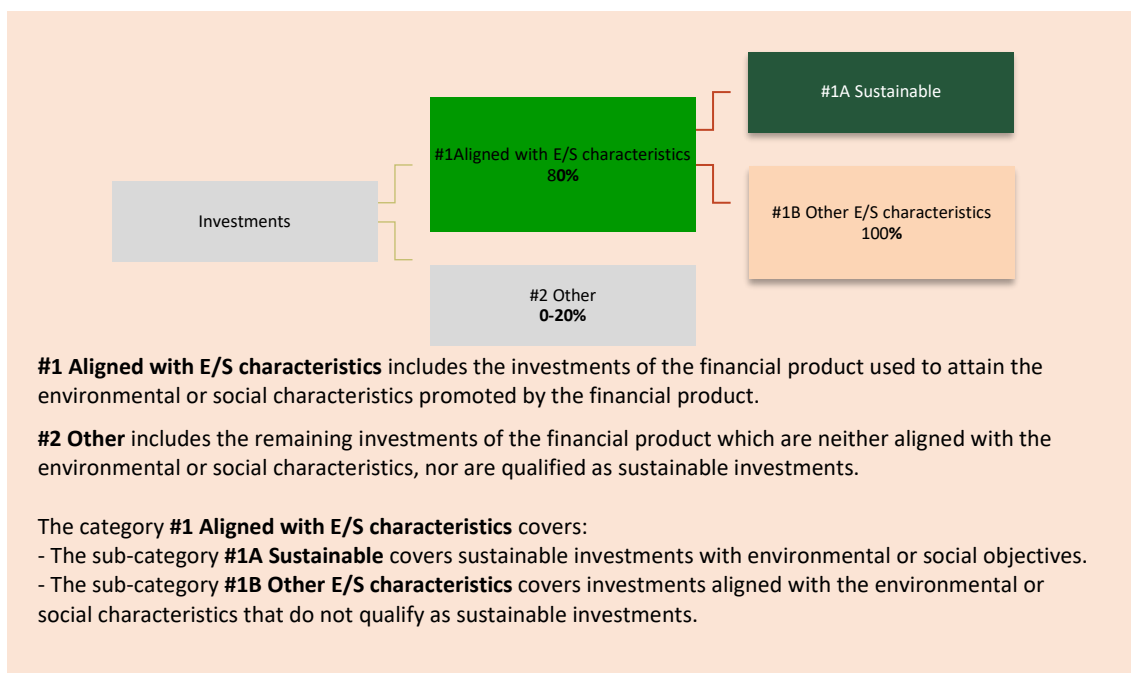 #1A Sustainable
#1Aligned with E/S characteristics
80%
#1B Other E/S characteristics
100%
Investments
#2 Other
0-20%
#1 Aligned with E/S characteristics includes the investments of the financial product used to attain the
environmental or social characteristics promoted by the financial product.
#2 Other includes the remaining investments of the financial product which are neither aligned with the
environmental or social characteristics, nor are qualified as sustainable investments.
The category #1 Aligned with E/S characteristics covers:
- The sub-category #1A Sustainable covers sustainable investments with environmental or social objectives.
- The sub-category #1B Other E/S characteristics covers investments aligned with the environmental or
social characteristics that do not qualify as sustainable investments.